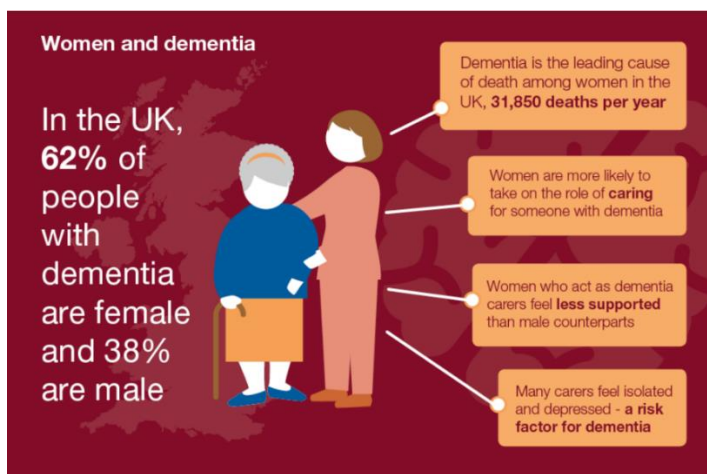 Women and dementia
In the UK,
62% of
people
with
dementia
are female
and 38%
are male
Dementia is the leading cause
of death among women in the
UK, 31,850 deaths per year
Women are more likely to
take on the role of caring
for someone with dementia
Women who act as dementia
carers feel less supported
than male counterparts
Many carers feel isolated
and depressed - a risk
factor for dementia